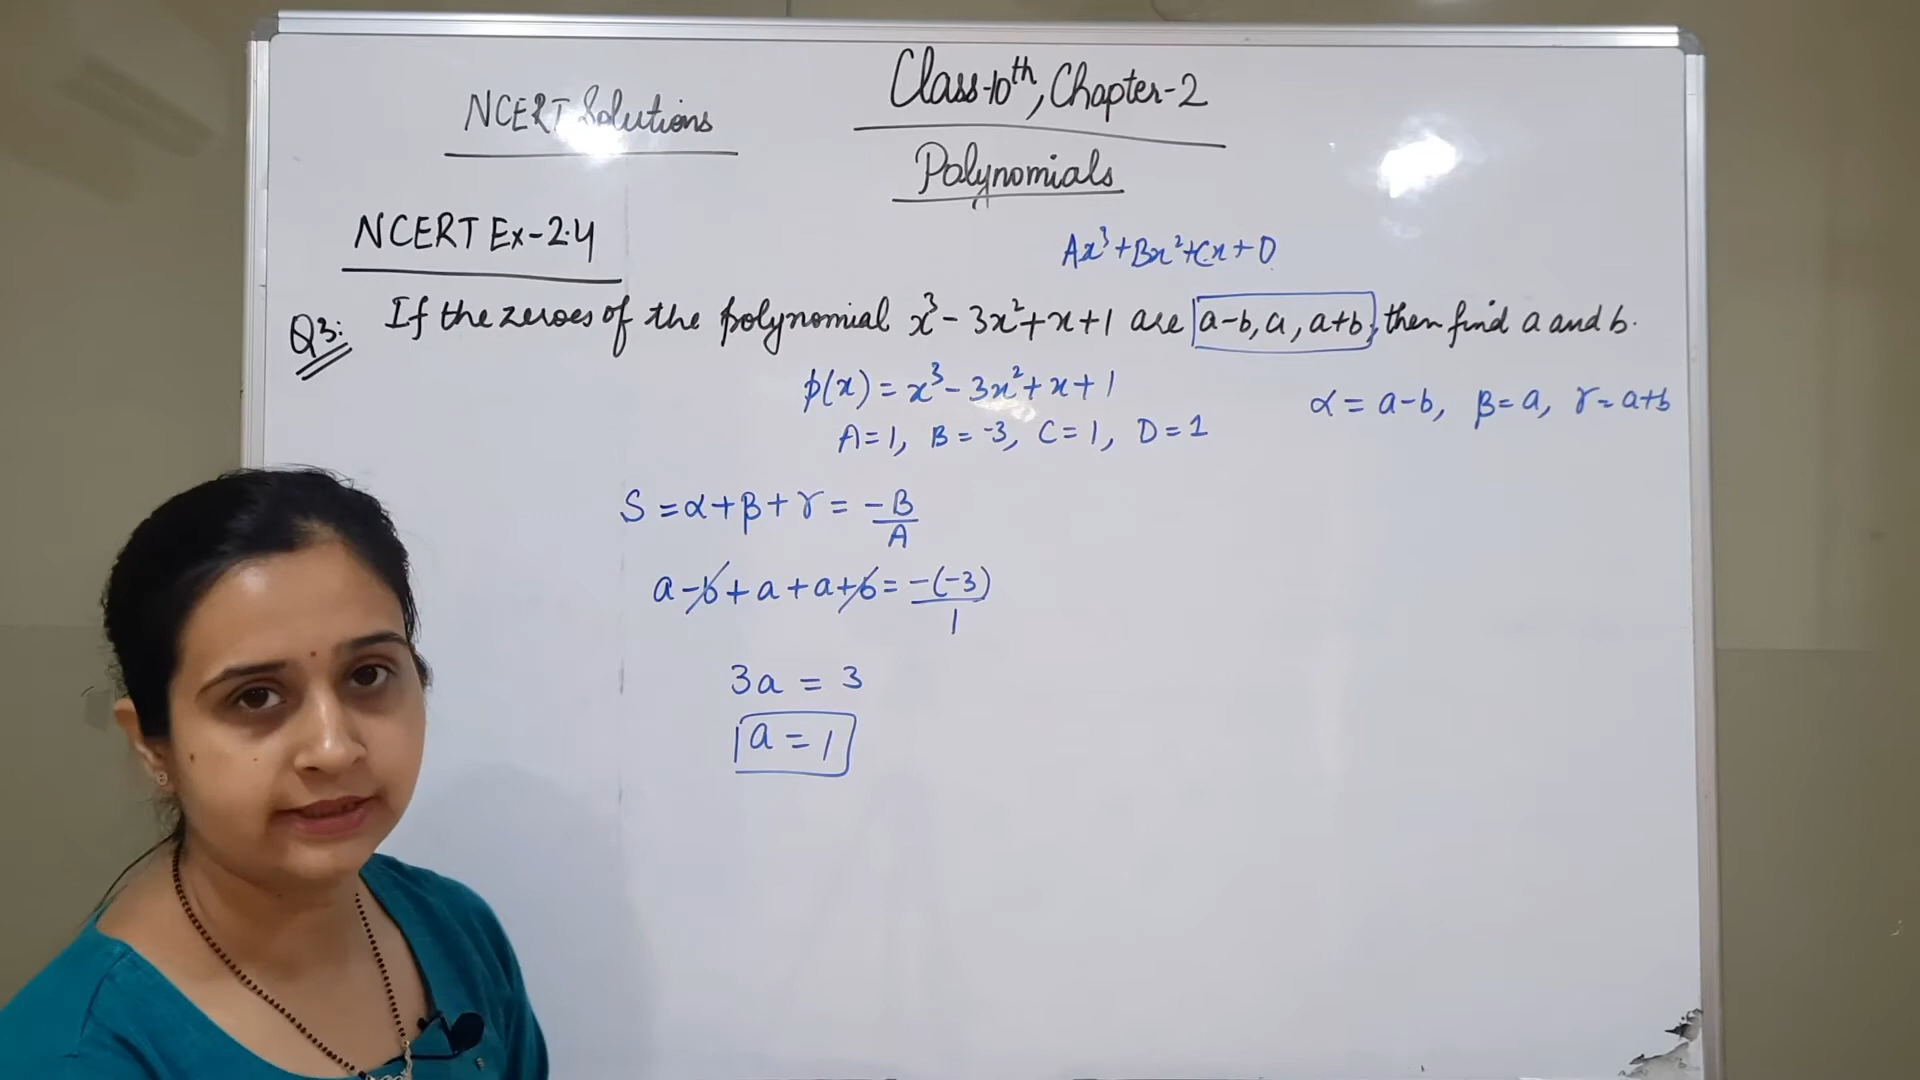 NCERT Solutions
Class-10th, Chapter-2
Polynomials
NCERT Ex-2.4
Ax³+Bx²+Cx+D
Q3: If the zeroes of the polynomial x³-3x²+x+1 are a-b, a, a+b, then find a and b.
p(x) = x³-3x²+x+1
α = a-b, β=a, γ=a+b
A=1, B=-3, C=1, D=1
S=α+β+γ= -B/A
a-b+a+a+b= -(-3)/1
3a = 3
a = 1